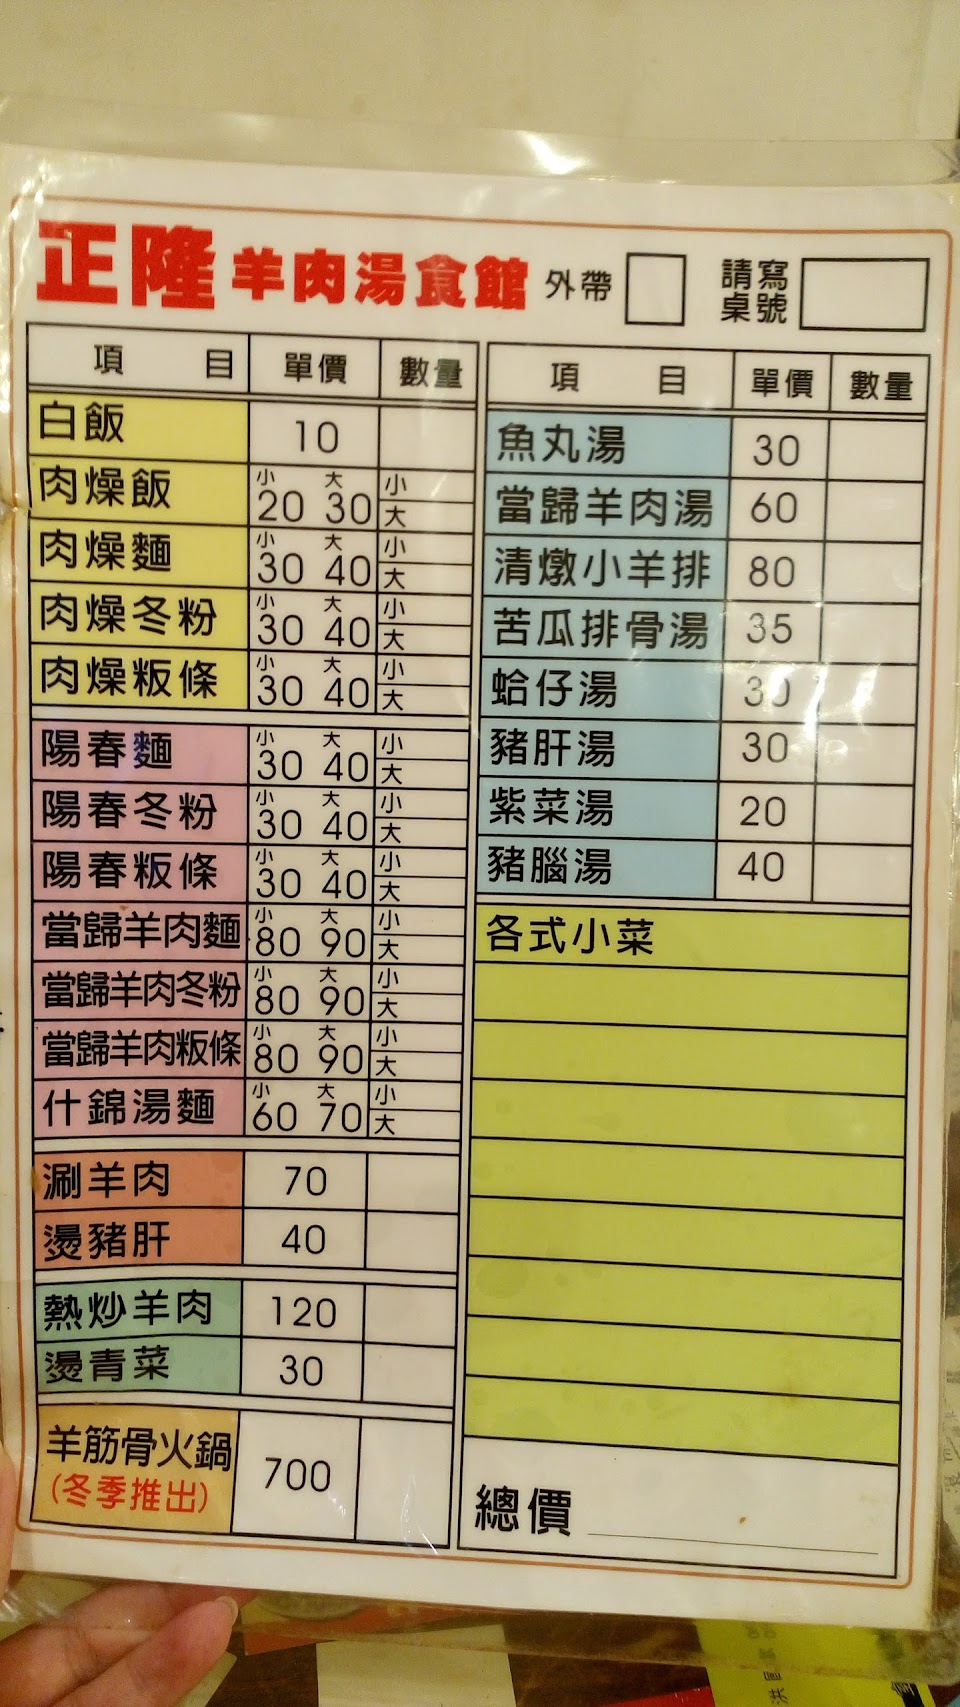 正隆羊肉湯食館 外帶 請寫桌號
項目 單價 數量
白飯 10
肉燥飯 小20 大30 小 大
肉燥麵 小30 大40 小 大
肉燥冬粉 小30 大40 小 大
肉燥粄條 小30 大40 小 大
陽春麵 小30 大40 小 大
陽春冬粉 小30 大40 小 大
陽春粄條 小30 大40 小 大
當歸羊肉麵 小80 大90 小 大
當歸羊肉冬粉 小80 大90 小 大
當歸羊肉粄條 小80 大90 小 大
什錦湯麵 小60 大70 小 大
涮羊肉 70
燙豬肝 40
熱炒羊肉 120
燙青菜 30
羊筋骨火鍋 700
(冬季推出)
項目 單價 數量
魚丸湯 30
當歸羊肉湯 60
清燉小羊排 80
苦瓜排骨湯 35
蛤仔湯 30
豬肝湯 30
紫菜湯 20
豬腦湯 40
各式小菜
總價